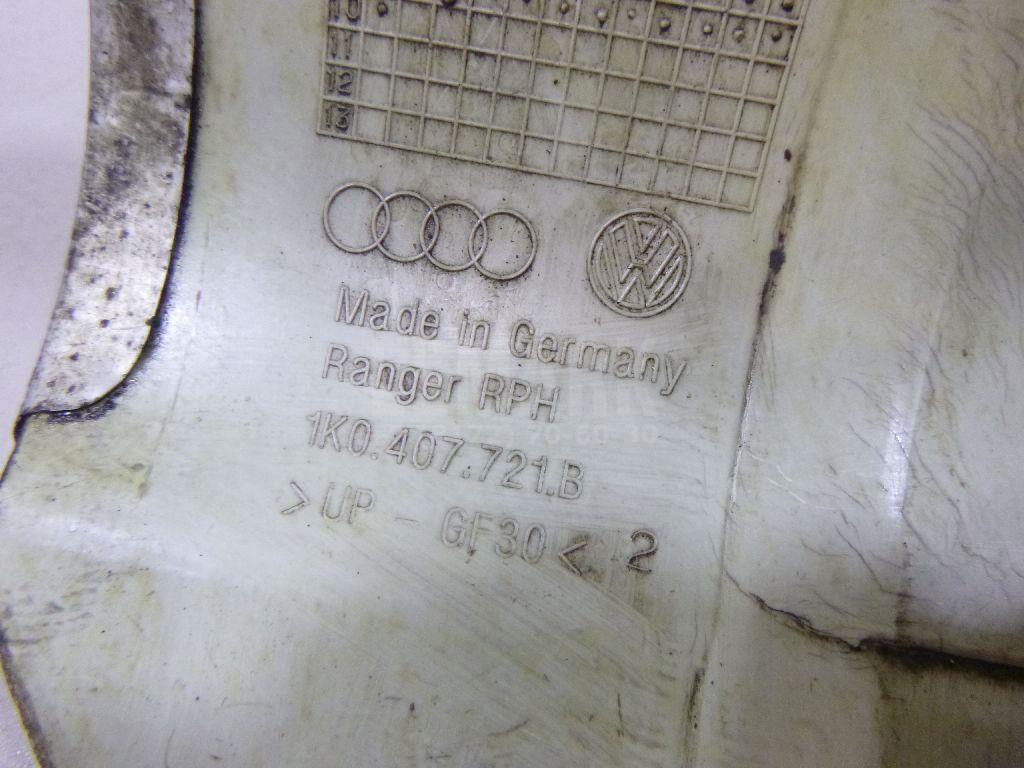 10
11
12
13
Made in Germany
Ranger RPH
1K0.407.721.B
>UP - GF30< 2